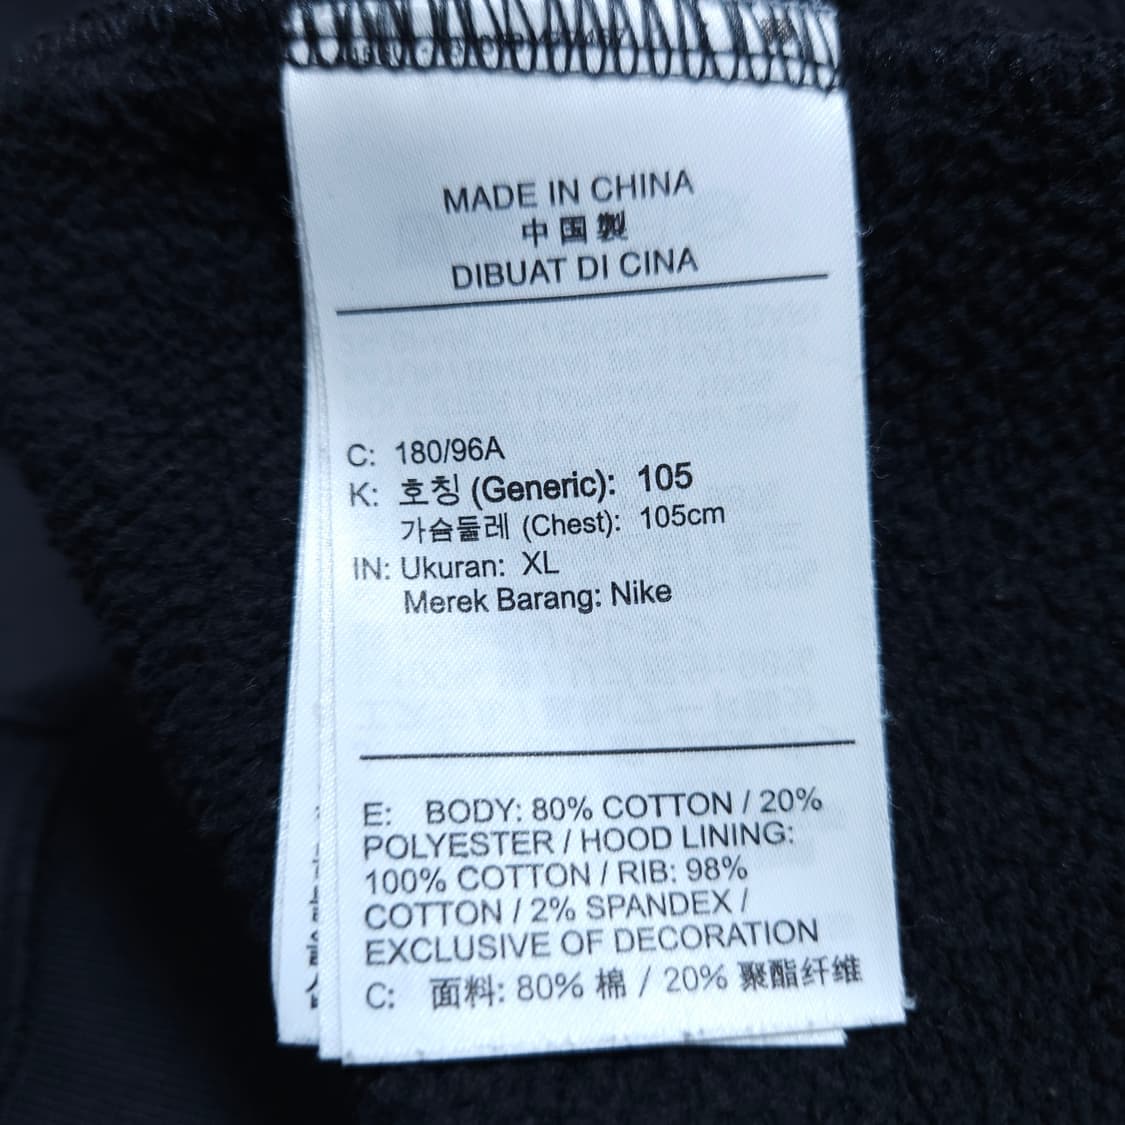 MADE IN CHINA
中国製
DIBUAT DI CINA
C: 180/96A
K: 호칭 (Generic): 105
가슴둘레 (Chest): 105cm
IN: Ukuran: XL
Merek Barang: Nike
E: BODY: 80% COTTON / 20%
POLYESTER / HOOD LINING:
100% COTTON / RIB: 98%
COTTON / 2% SPANDEX /
EXCLUSIVE OF DECORATION
C: 面料: 80% 棉 / 20% 聚酯纤维